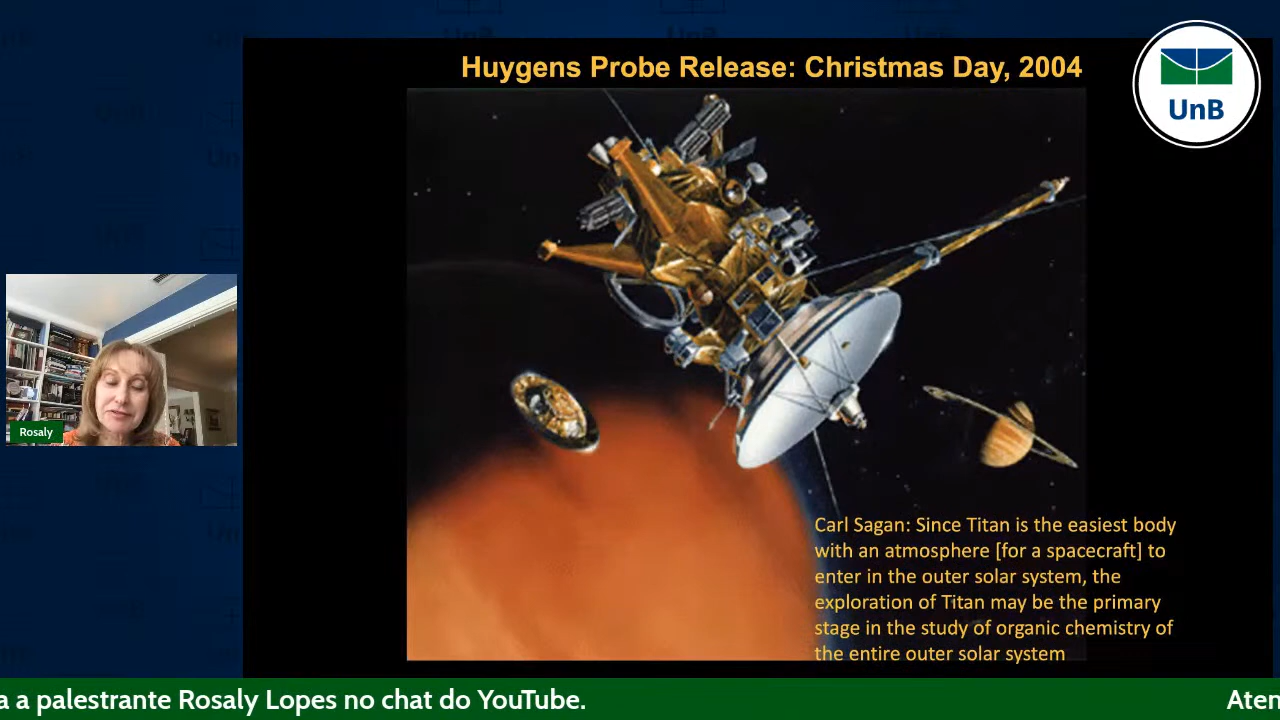 Huygens Probe Release: Christmas Day, 2004
UnB
Rosaly
Carl Sagan: Since Titan is the easiest body
with an atmosphere [for a spacecraft] to
enter in the outer solar system, the
exploration of Titan may be the primary
stage in the study of organic chemistry of
the entire outer solar system
a a palestrante Rosaly Lopes no chat do YouTube.
Aten